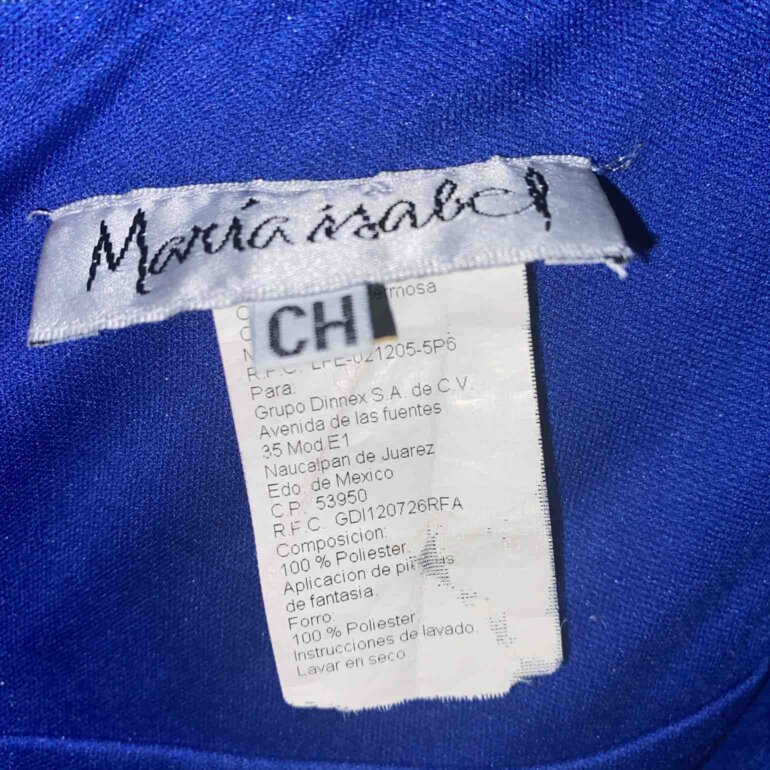 María isabel
CH
R.F.C. LFE-021205-5P6
Para:
Grupo Dinnex S.A. de C.V.
Avenida de las fuentes
35 Mod E1
Naucalpan de Juarez
Edo. de Mexico
C.P. 53950
R.F.C. GDI120726RFA
Composicion:
100 % Poliester.
Aplicacion de
de fantasia.
Forro:
100 % Poliester.
Instrucciones de lavado.
Lavar en seco.